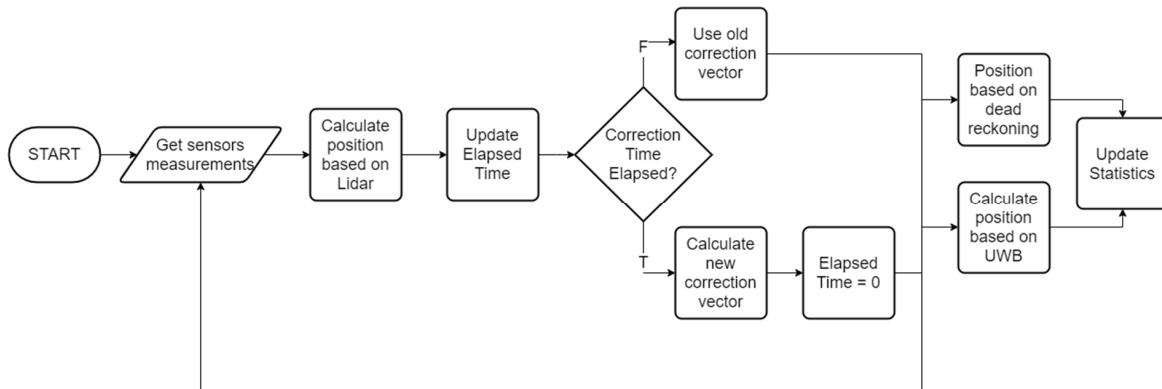 START
Get sensors
measurements
Calculate
position
based on
Lidar
Update
Elapsed
Time
Correction
Time
Elapsed?
F
Use old
correction
vector
T
Calculate
new
correction
vector
Elapsed
Time = 0
Position
based on
dead
reckoning
Calculate
position
based on
UWB
Update
Statistics